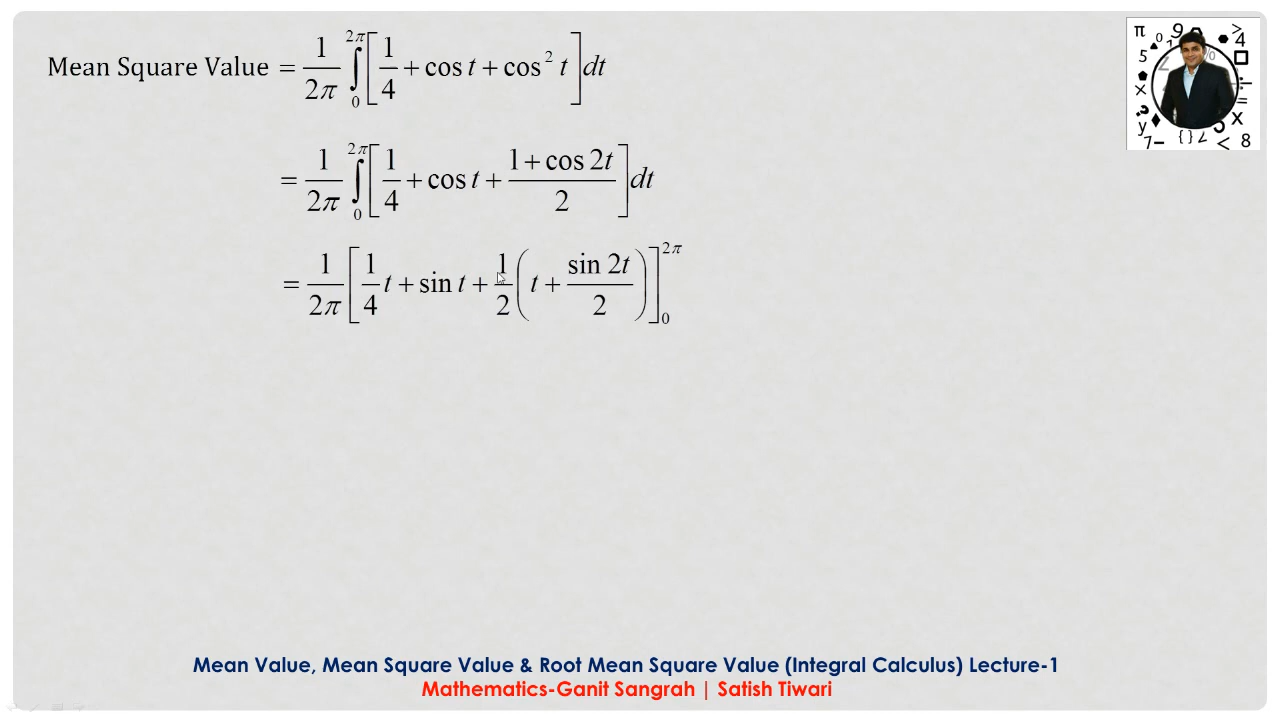 Mean Square Value = 1/2π ∫₀^2π [1/4 + cos t + cos² t] dt
= 1/2π ∫₀^2π [1/4 + cos t + (1 + cos 2t)/2] dt
= 1/2π [1/4 t + sin t + 1/2 (t + sin 2t/2)]₀^2π
Mean Value, Mean Square Value & Root Mean Square Value (Integral Calculus) Lecture-1
Mathematics-Ganit Sangrah | Satish Tiwari